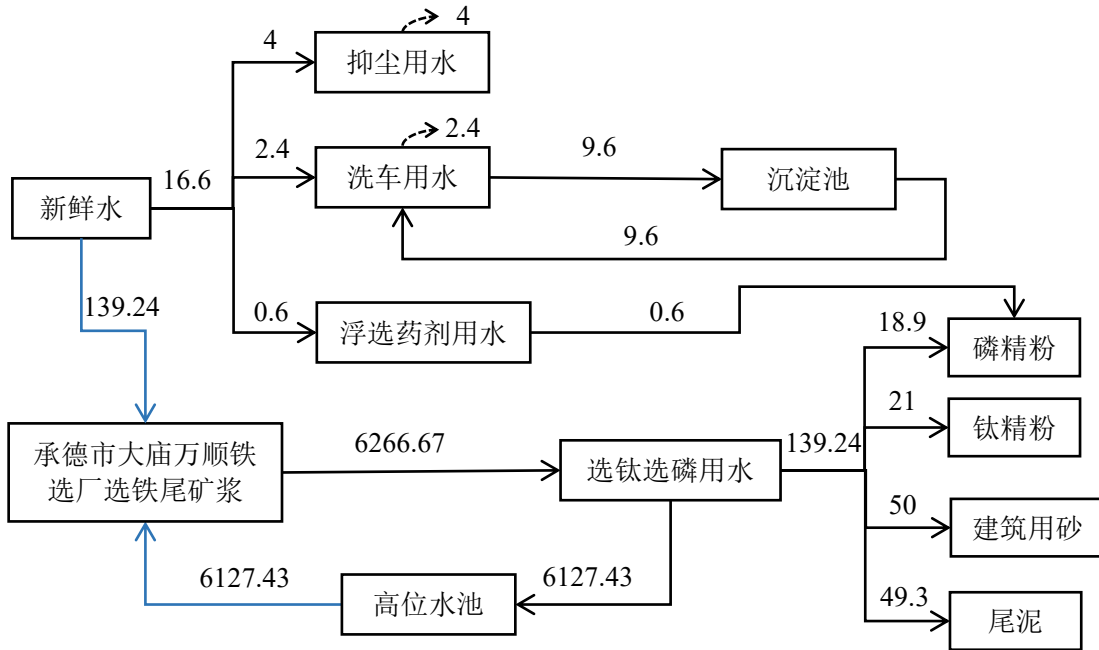 4
4
抑尘用水
2.4
2.4
洗车用水
9.6
沉淀池
16.6
新鲜水
9.6
139.24
0.6
浮选药剂用水
0.6
18.9
磷精粉
21
钛精粉
承德市大庙万顺铁
选厂选铁尾矿浆
6266.67
选钛选磷用水
139.24
50
建筑用砂
6127.43
高位水池
6127.43
49.3
尾泥